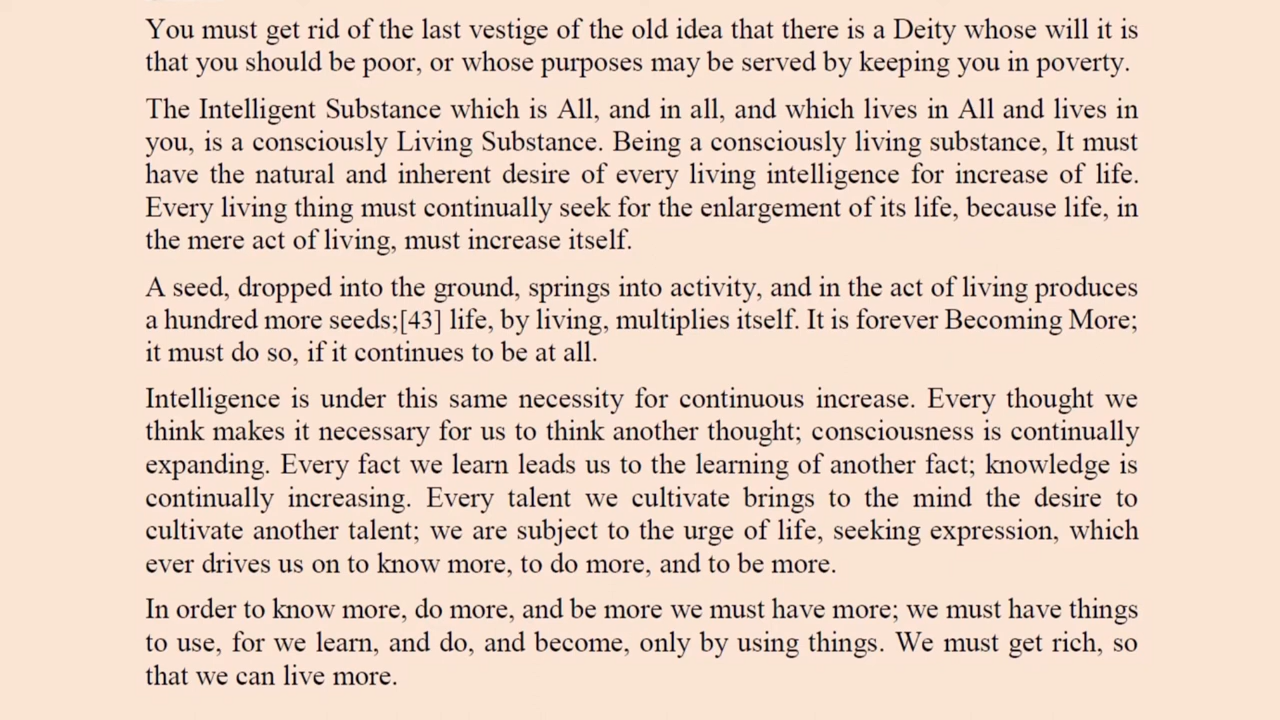 You must get rid of the last vestige of the old idea that there is a Deity whose will it is
that you should be poor, or whose purposes may be served by keeping you in poverty.
The Intelligent Substance which is All, and in all, and which lives in All and lives in
you, is a consciously Living Substance. Being a consciously living substance, It must
have the natural and inherent desire of every living intelligence for increase of life.
Every living thing must continually seek for the enlargement of its life, because life, in
the mere act of living, must increase itself.
A seed, dropped into the ground, springs into activity, and in the act of living produces
a hundred more seeds;[43] life, by living, multiplies itself. It is forever Becoming More;
it must do so, if it continues to be at all.
Intelligence is under this same necessity for continuous increase. Every thought we
think makes it necessary for us to think another thought; consciousness is continually
expanding. Every fact we learn leads us to the learning of another fact; knowledge is
continually increasing. Every talent we cultivate brings to the mind the desire to
cultivate another talent; we are subject to the urge of life, seeking expression, which
ever drives us on to know more, to do more, and to be more.
In order to know more, do more, and be more we must have more; we must have things
to use, for we learn, and do, and become, only by using things. We must get rich, so
that we can live more.